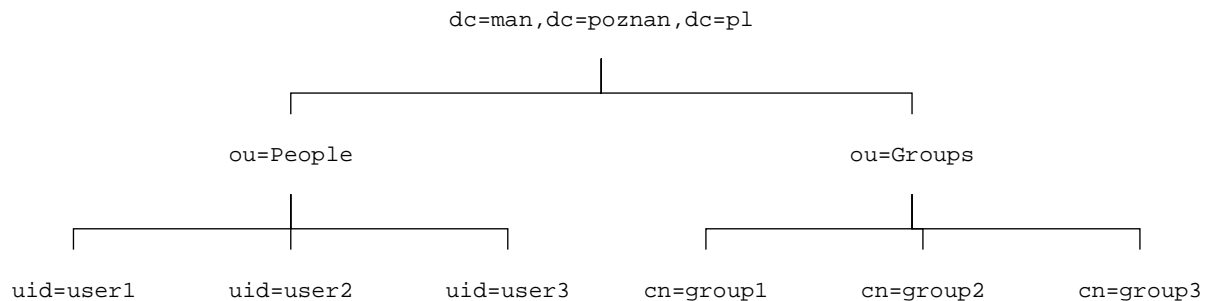 dc=man,dc=poznan,dc=pl
ou=People ou=Groups
uid=user1 uid=user2 uid=user3 cn=group1 cn=group2 cn=group3